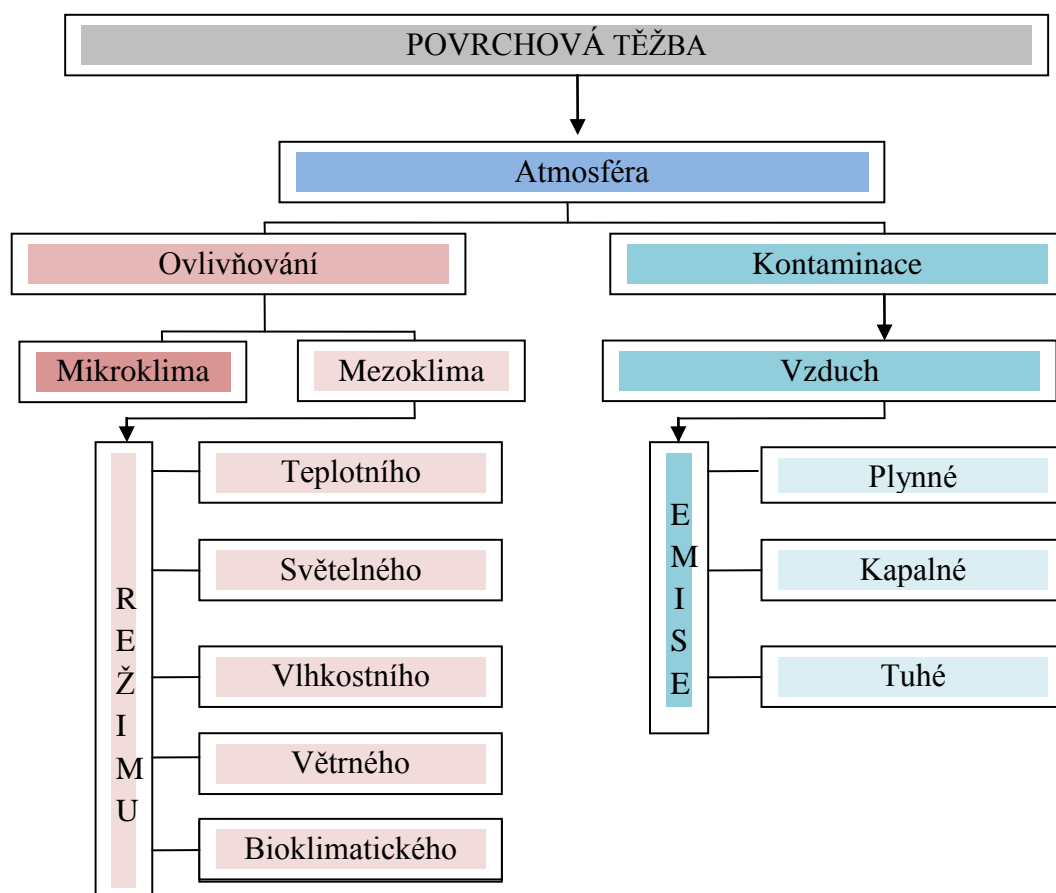 POVRCHOVÁ TĚŽBA
Atmosféra
Ovlivňování
Kontaminace
Mikroklima
Mezoklima
Vzduch
REŽIMU
Teplotního
Světelného
Vlhkostního
Větrného
Bioklimatického
EMISE
Plynné
Kapalné
Tuhé